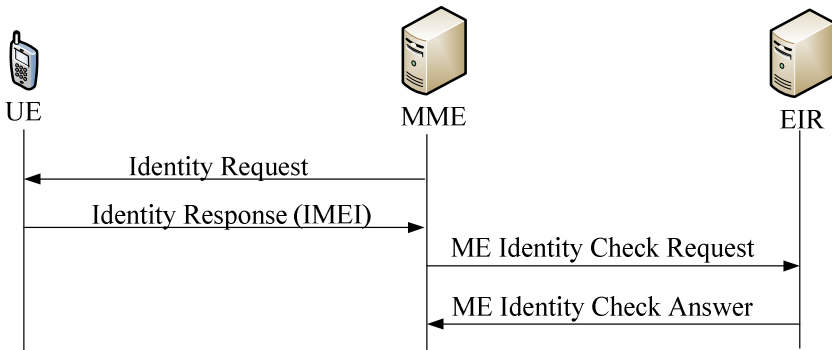 UE
MME
EIR
Identity Request
Identity Response (IMEI)
ME Identity Check Request
ME Identity Check Answer